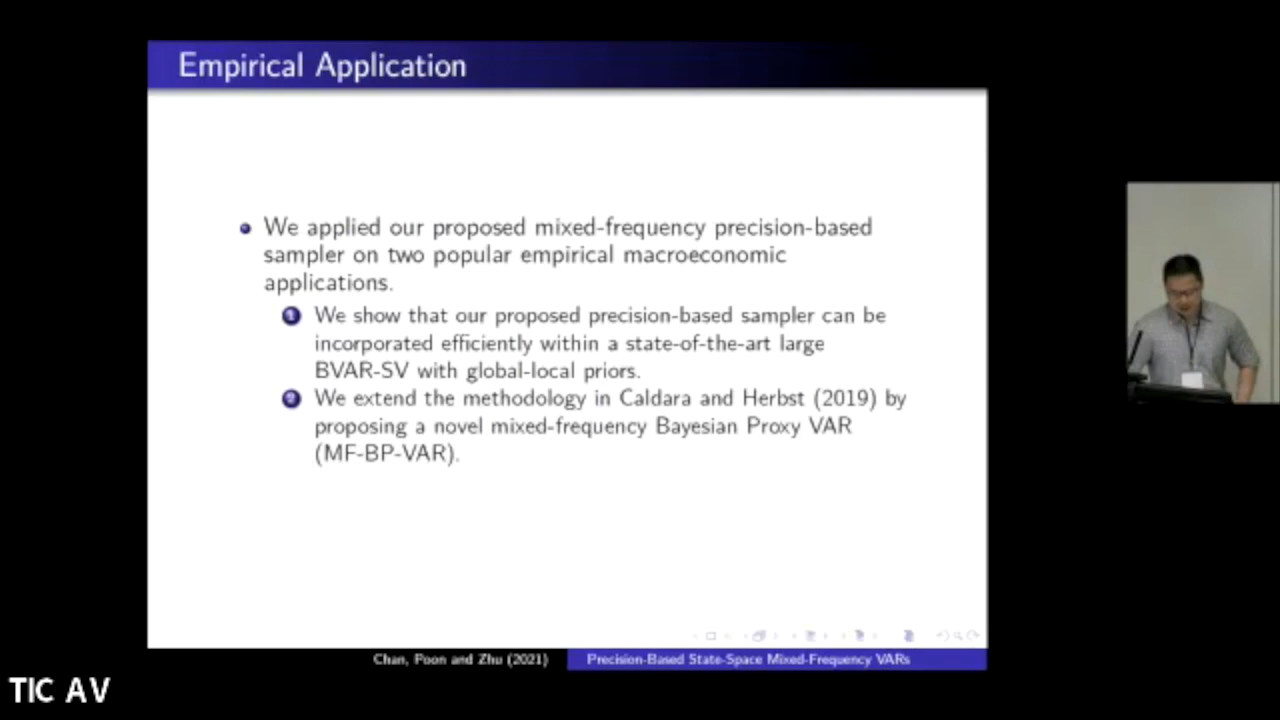 Empirical Application
We applied our proposed mixed-frequency precision-based
sampler on two popular empirical macroeconomic
applications.
1 We show that our proposed precision-based sampler can be
incorporated efficiently within a state-of-the-art large
BVAR-SV with global-local priors.
2 We extend the methodology in Caldara and Herbst (2019) by
proposing a novel mixed-frequency Bayesian Proxy VAR
(MF-BP-VAR).
Chan, Poon and Zhu (2021)
Precision-Based State-Space Mixed-Frequency VARs
TIC AV